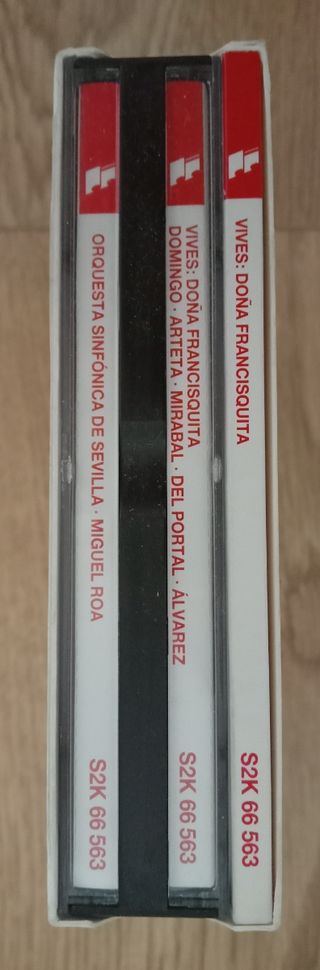 VIVES: DOÑA FRANCISQUITA
S2K 66 563
VIVES: DOÑA FRANCISQUITA
DOMINGO · ARTETA · MIRABAL · DEL PORTAL · ÁLVAREZ
S2K 66 563
ORQUESTA SINFÓNICA DE SEVILLA · MIGUEL ROA
S2K 66 563